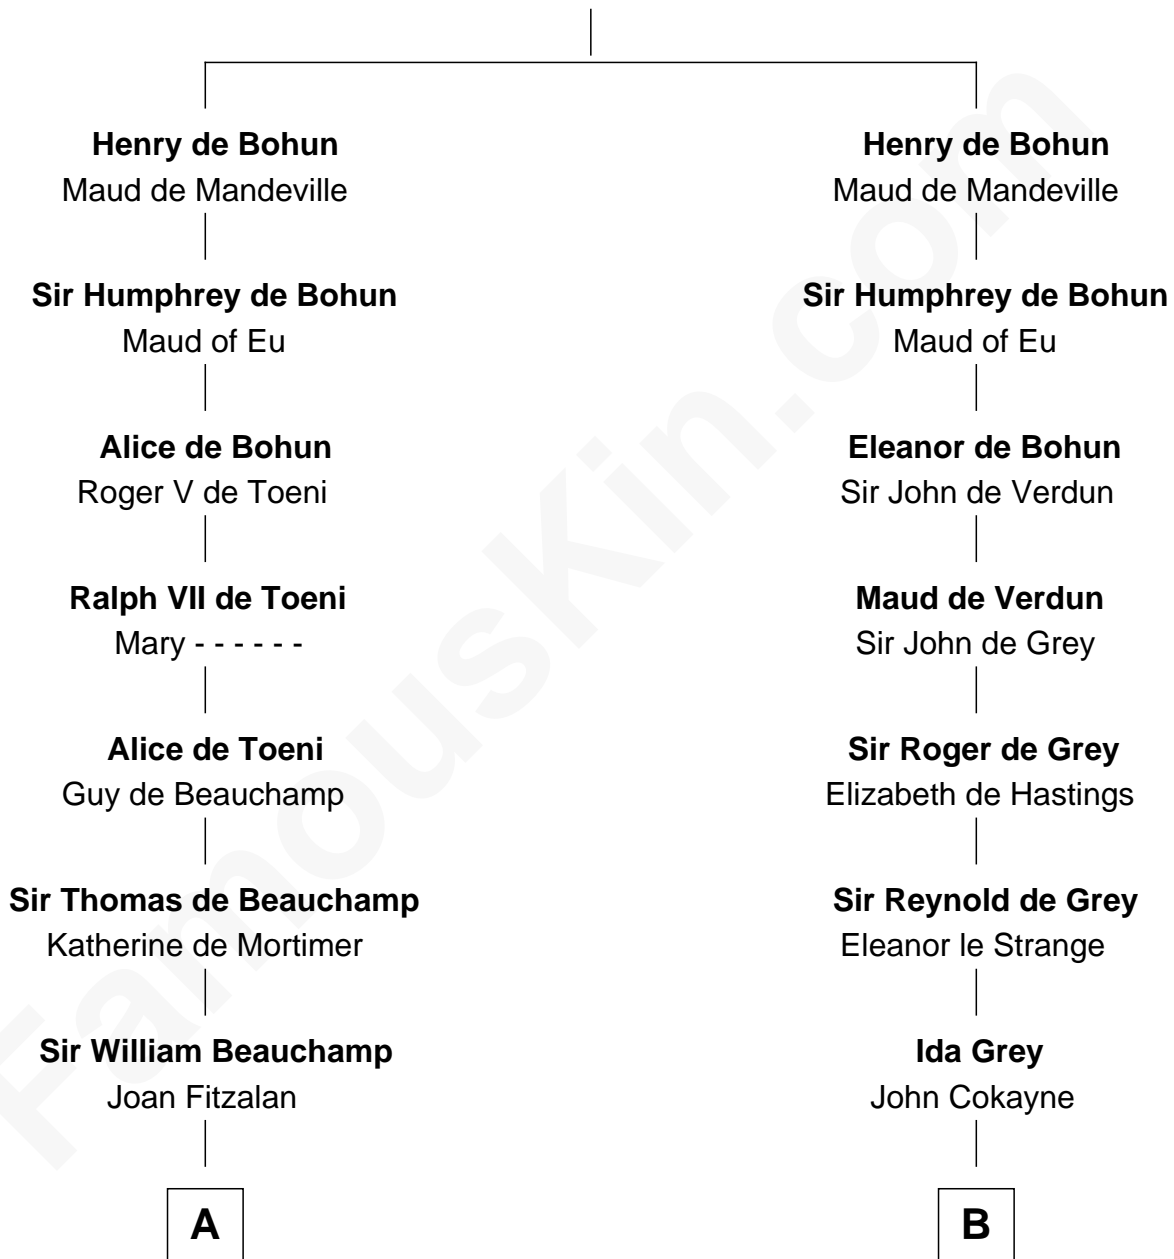 Henry de Bohun
Maud de Mandeville
Sir Humphrey de Bohun
Maud of Eu
Alice de Bohun
Roger V de Toeni
Ralph VII de Toeni
Mary - - - - - -
Alice de Toeni
Guy de Beauchamp
Sir Thomas de Beauchamp
Katherine de Mortimer
Sir William Beauchamp
Joan Fitzalan
A
Henry de Bohun
Maud de Mandeville
Sir Humphrey de Bohun
Maud of Eu
Eleanor de Bohun
Sir John de Verdun
Maud de Verdun
Sir John de Grey
Sir Roger de Grey
Elizabeth de Hastings
Sir Reynold de Grey
Eleanor le Strange
Ida Grey
John Cokayne
B
FamousKin.com